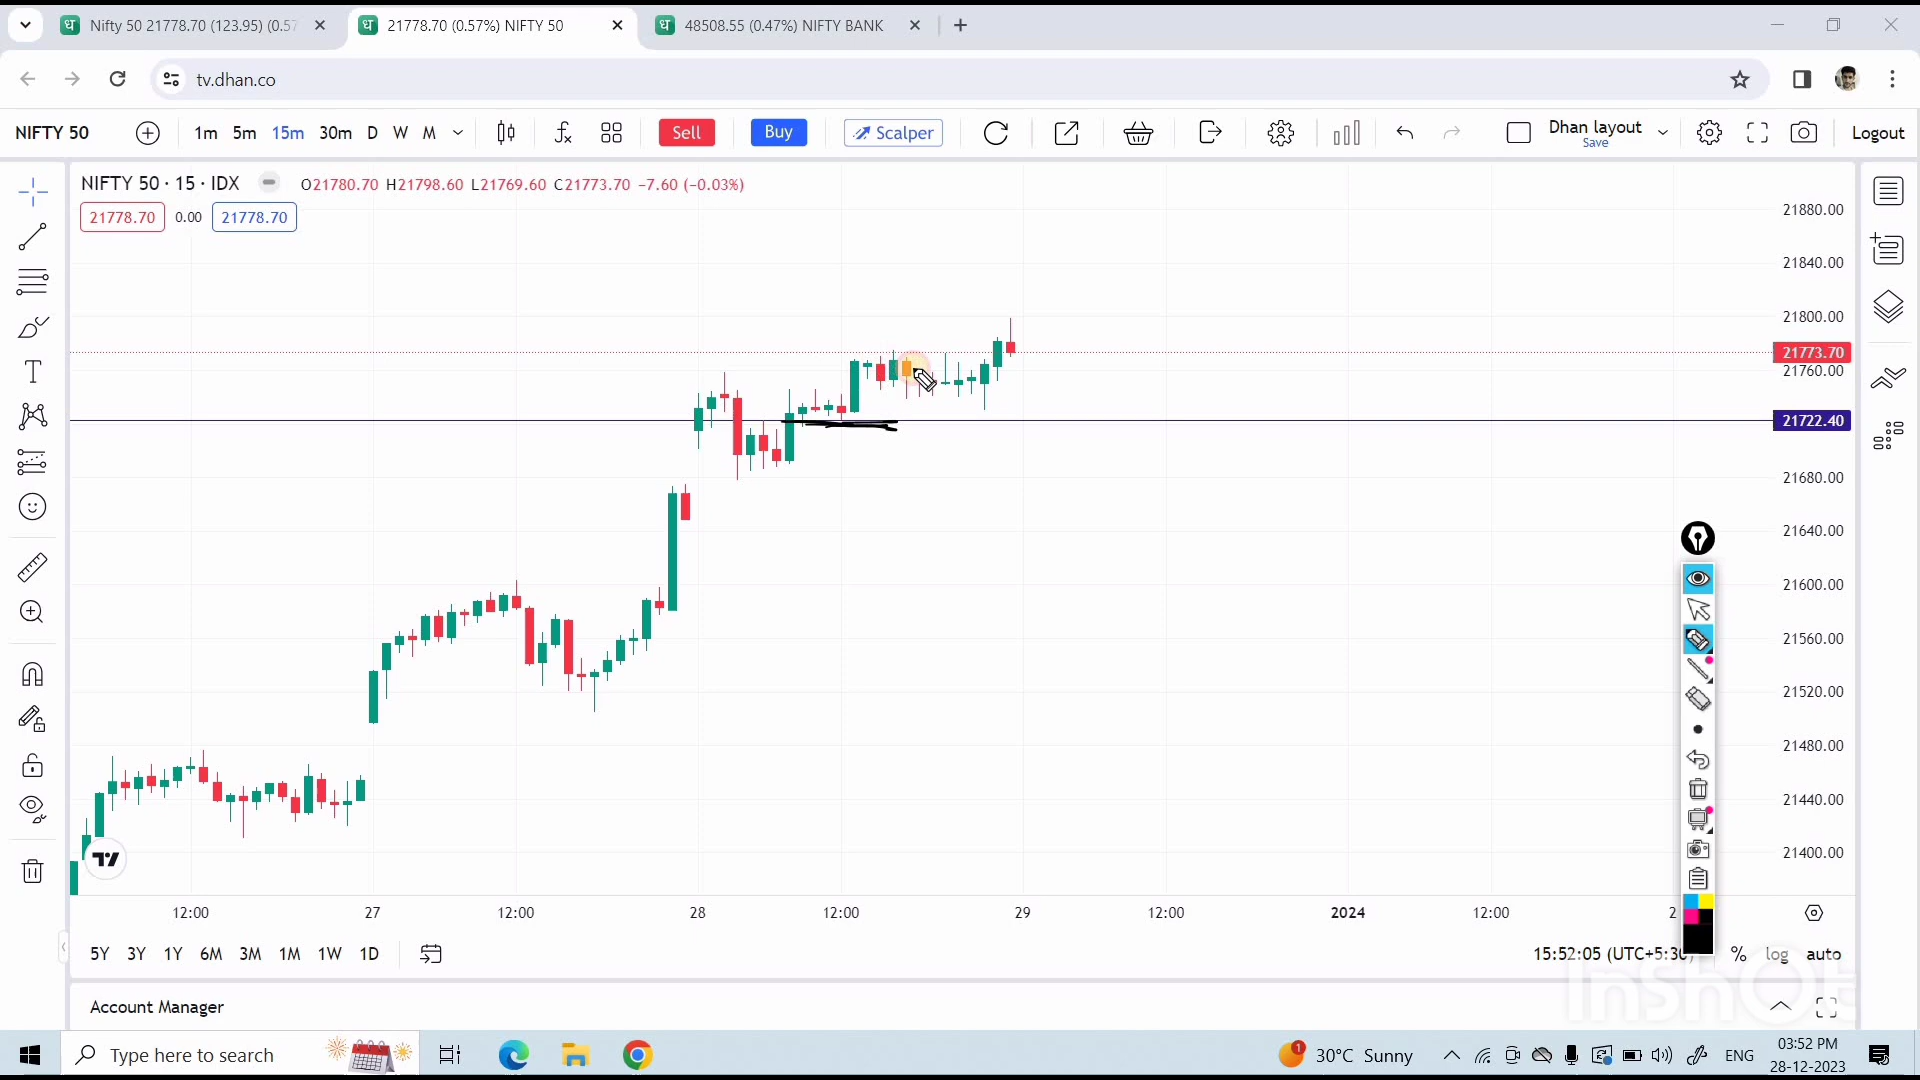 Nifty 50 21778.70 (123.95) (0.57
21778.70 (0.57%) NIFTY 50
48508.55 (0.47%) NIFTY BANK
tv.dhan.co
NIFTY 50
1m 5m 15m 30m D W M
Sell
Buy
Scalper
Dhan layout
Save
Logout
NIFTY 50 · 15 · IDX
O21780.70 H21798.60 L21769.60 C21773.70 −7.60 (−0.03%)
21778.70 0.00 21778.70
21880.00
21840.00
21800.00
21773.70
21760.00
21722.40
21680.00
21640.00
21600.00
21560.00
21520.00
21480.00
21440.00
21400.00
12:00 27 12:00 28 12:00 29 12:00 2024 12:00 2
5Y 3Y 1Y 6M 3M 1M 1W 1D
15:52:05 (UTC+5:30) % log auto
InShOt
Account Manager
Type here to search
1
30°C Sunny
ENG
03:52 PM
28-12-2023